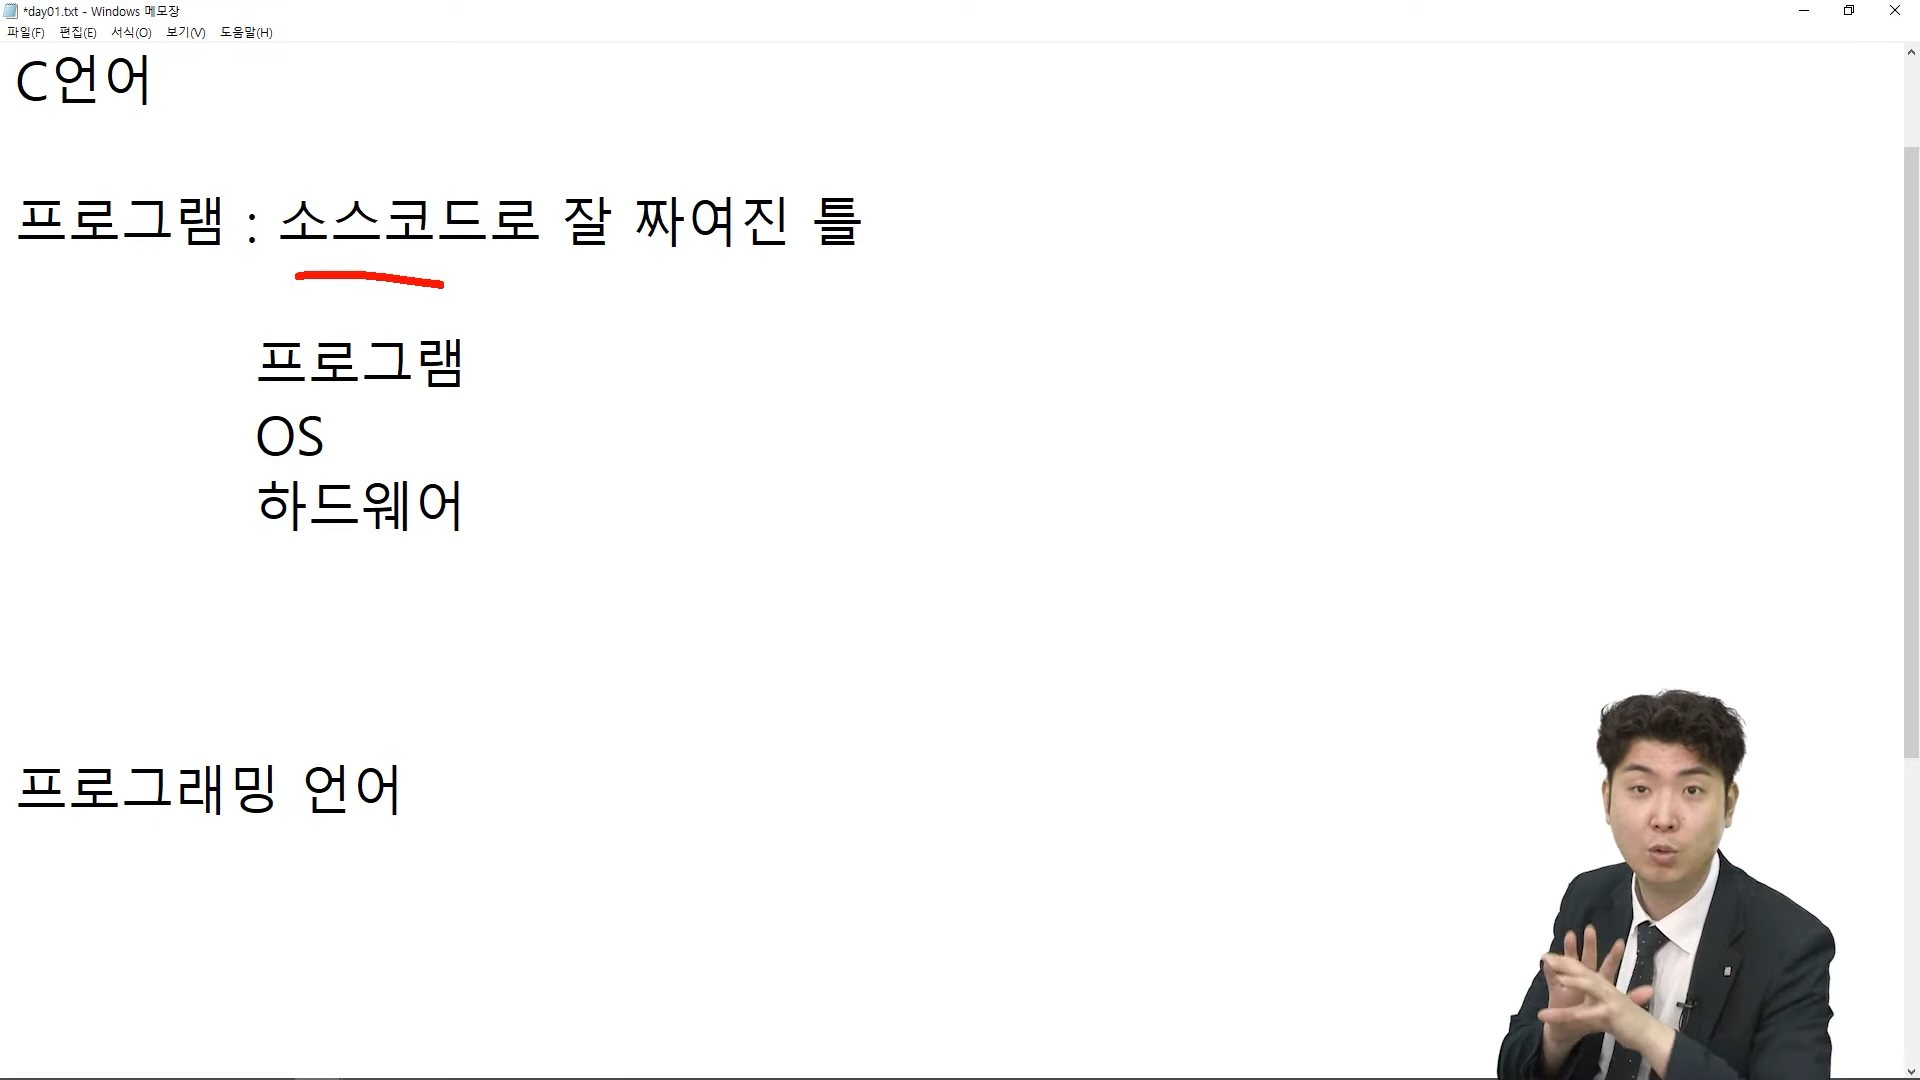 *day01.txt - Windows 메모장
파일(F) 편집(E) 서식(O) 보기(V) 도움말(H)
C언어
프로그램 : 소스코드로 잘 짜여진 틀
프로그램
OS
하드웨어
프로그래밍 언어